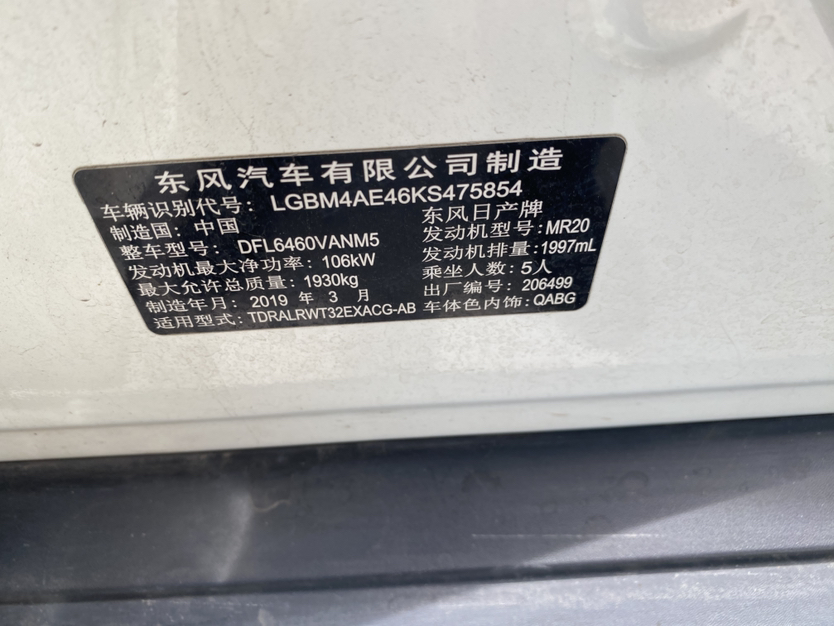 东风汽车有限公司制造
车辆识别代号: LGBM4AE46KS475854
制造国: 中国 东风日产牌
整车型号: DFL6460VANM5 发动机型号: MR20
发动机最大净功率: 106kW 发动机排量: 1997mL
最大允许总质量: 1930kg 乘坐人数: 5人
制造年月: 2019 年 3 月 出厂编号: 206499
适用型式: TDRALRWT32EXACG-AB 车体色内饰: QABG